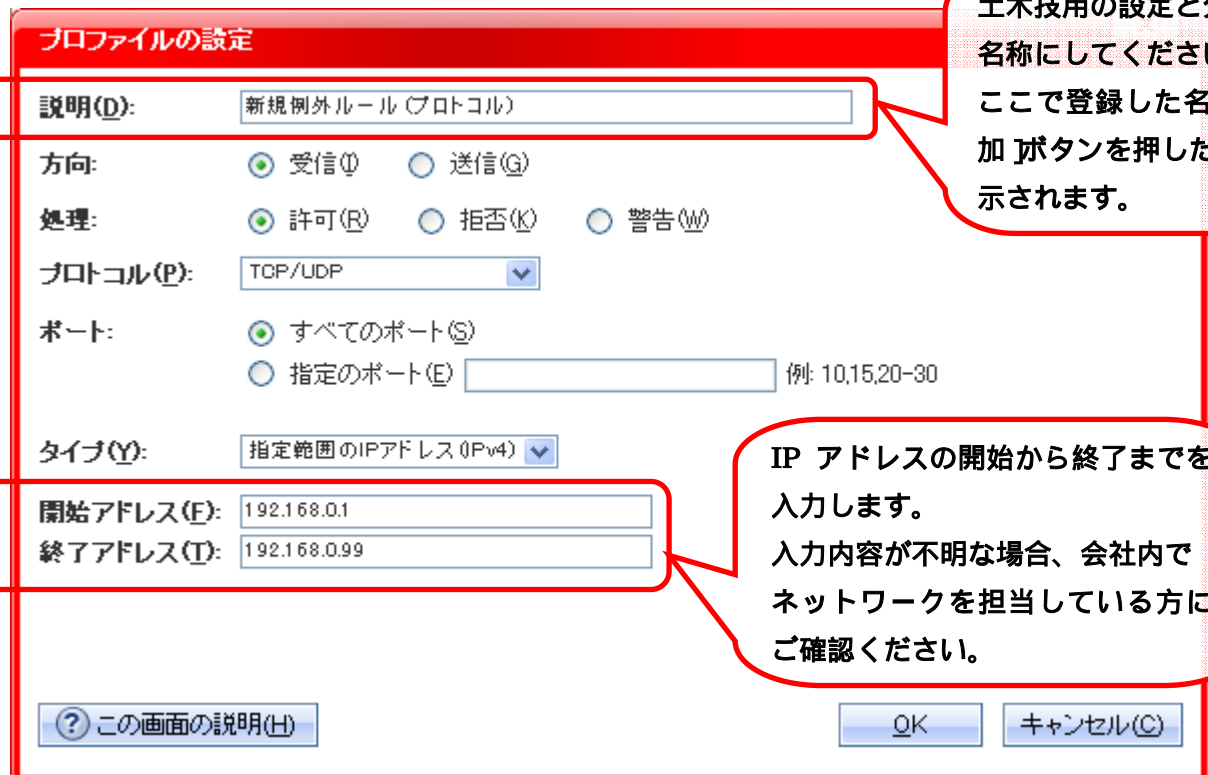 プロファイルの設定
土木技用の設定と
名称にしてくださ
ここで登録した名
加]ボタンを押した
示されます。
説明(D): 新規例外ルール(プロトコル)
方向: 受信(I) 送信(G)
処理: 許可(R) 拒否(K) 警告(W)
プロトコル(P): TCP/UDP
ポート: すべてのポート(S)
指定のポート(E) 例: 10,15,20-30
タイプ(Y): 指定範囲のIPアドレス(IPv4)
開始アドレス(F): 192.168.0.1
終了アドレス(T): 192.168.0.99
IP アドレスの開始から終了までを
入力します。
入力内容が不明な場合、会社内で
ネットワークを担当している方に
ご確認ください。
? この画面の説明(H) OK キャンセル(C)